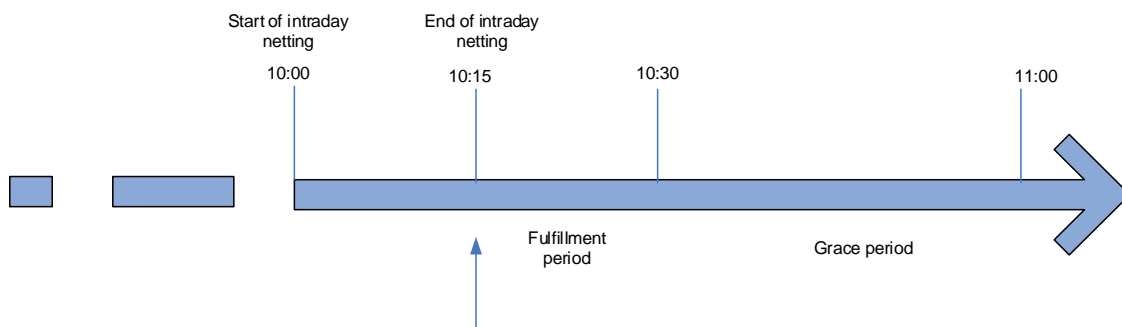 Start of intraday
netting
End of intraday
netting
10:00
10:15
10:30
11:00
Fulfillment
period
Grace period